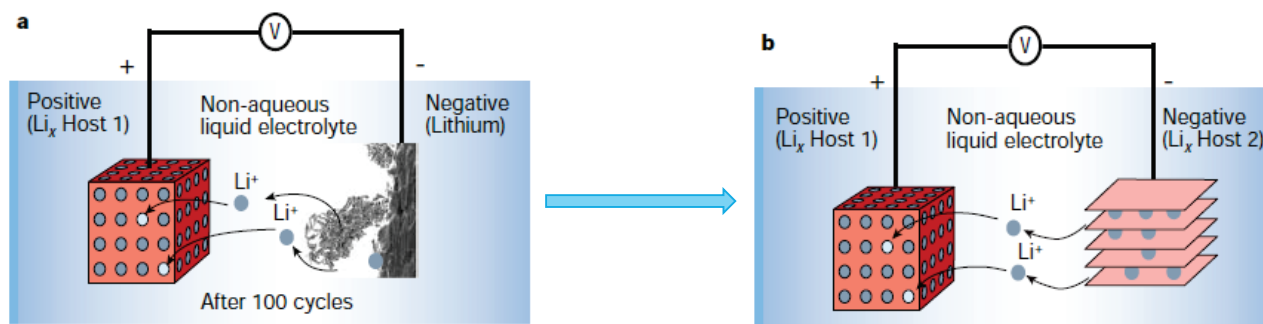 a
V
+
-
Positive
(Liₓ Host 1)
Non-aqueous
liquid electrolyte
Negative
(Lithium)
Li⁺
Li⁺
After 100 cycles
b
V
+
-
Positive
(Liₓ Host 1)
Non-aqueous
liquid electrolyte
Negative
(Liₓ Host 2)
Li⁺
Li⁺